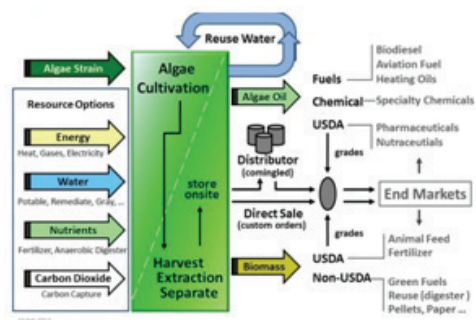 Reuse Water
Algae Strain
Algae
Cultivation
Resource Options
Energy
Heat, Gases, Electricity
Water
Potable, Remediate, Gray, ...
Nutrients
Fertilizer, Anaerobic Digester
Carbon Dioxide
Carbon Capture
store
onsite
Harvest
Extraction
Separate
Algae Oil
Distributor
(comingled)
Direct Sale
(custom orders)
Biomass
Fuels
Biodiesel
Aviation Fuel
Heating Oils
Chemical
Specialty Chemicals
USDA
Pharmaceuticals
Nutraceutials
grades
End Markets
grades
USDA
Animal Feed
Fertilizer
Non-USDA
Green Fuels
Reuse (digester)
Pellets, Paper ...